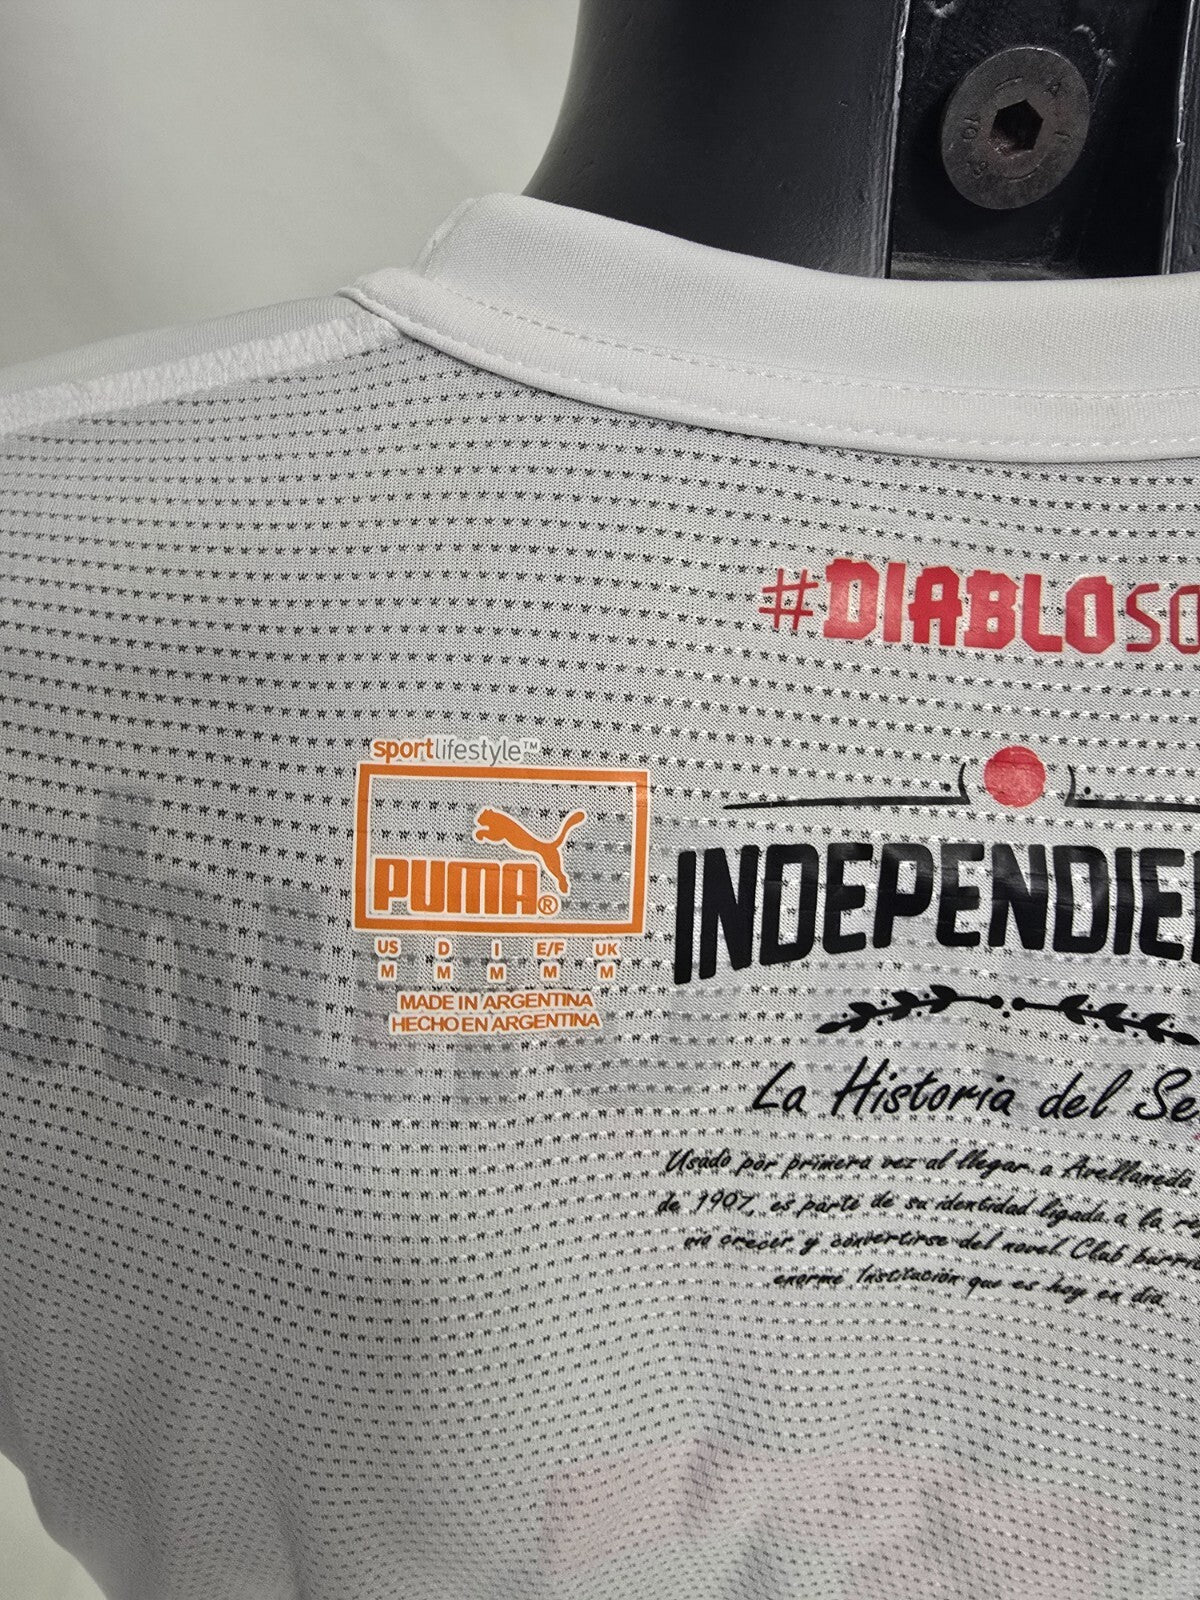 #DIABLOSO
sportlifestyle™
PUMA®
US D I E/F UK
M M M M M
MADE IN ARGENTINA
HECHO EN ARGENTINA
INDEPENDIE
La Historia del Se
Usado por primera vez al llegar a Avellaneda
de 1907, es parte de su identidad ligada a la
vio crecer y convertirse del novel Club barri
enorme Institución que es hoy en día.